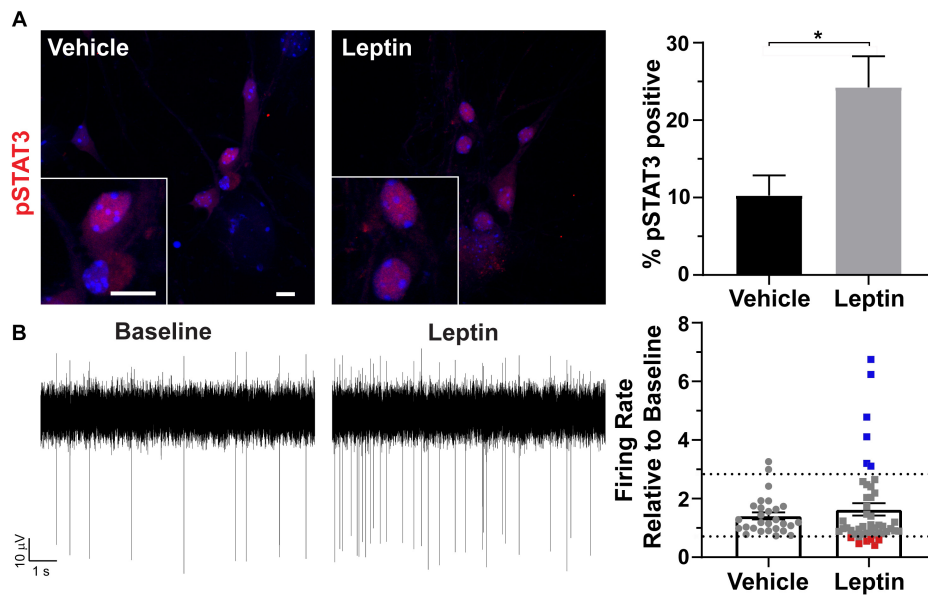 A
Vehicle
Leptin
pSTAT3
% pSTAT3 positive
30
20
10
0
*
Vehicle
Leptin
B
Baseline
Leptin
10 µV
1 s
Firing Rate
Relative to Baseline
8
6
4
2
0
Vehicle
Leptin